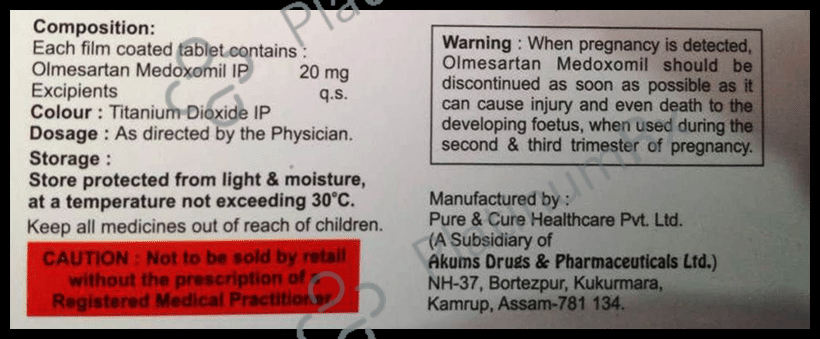 Composition:
Each film coated tablet contains :
Olmesartan Medoxomil IP 20 mg
Excipients q.s.
Colour : Titanium Dioxide IP
Dosage : As directed by the Physician.
Storage :
Store protected from light & moisture,
at a temperature not exceeding 30°C.
Keep all medicines out of reach of children.
CAUTION : Not to be sold by retail
without the prescription of a
Registered Medical Practitioner
Warning : When pregnancy is detected,
Olmesartan Medoxomil should be
discontinued as soon as possible as it
can cause injury and even death to the
developing foetus, when used during the
second & third trimester of pregnancy.
Manufactured by :
Pure & Cure Healthcare Pvt. Ltd.
(A Subsidiary of
Akums Drugs & Pharmaceuticals Ltd.)
NH-37, Bortezpur, Kukurmara,
Kamrup, Assam-781 134.
PlatinumRx